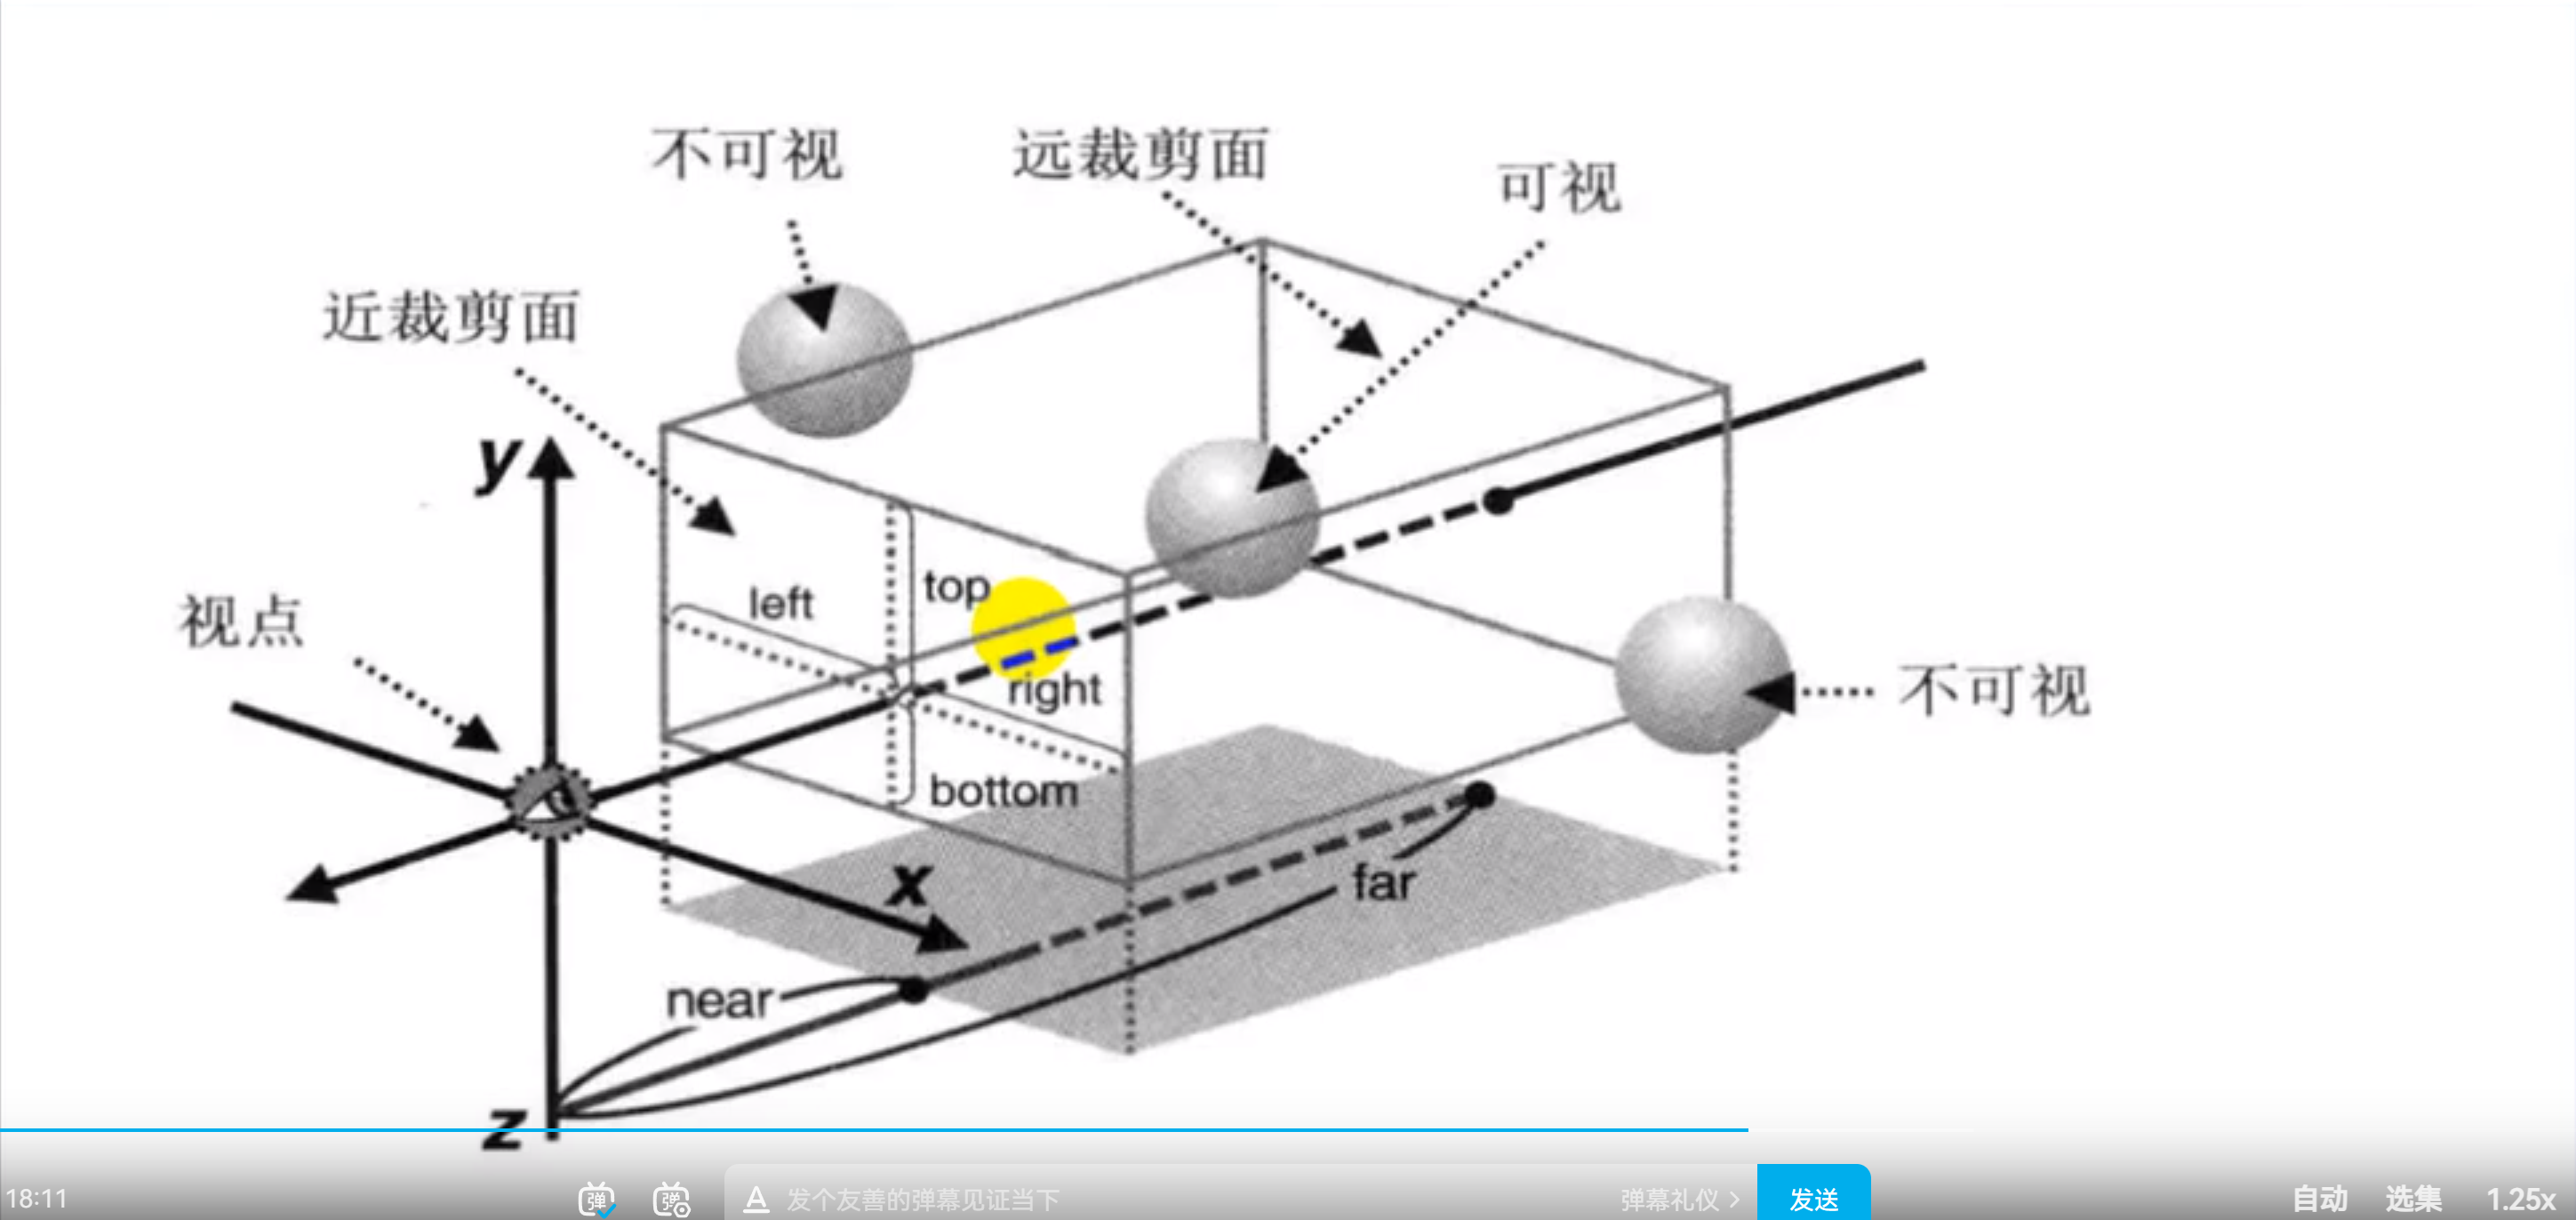 不可视
远裁剪面
可视
近裁剪面
y
top
left
视点
right
不可视
bottom
x
far
near
z
18:11
弹
弹
A
发个友善的弹幕见证当下
弹幕礼仪 >
发送
自动
选集
1.25x